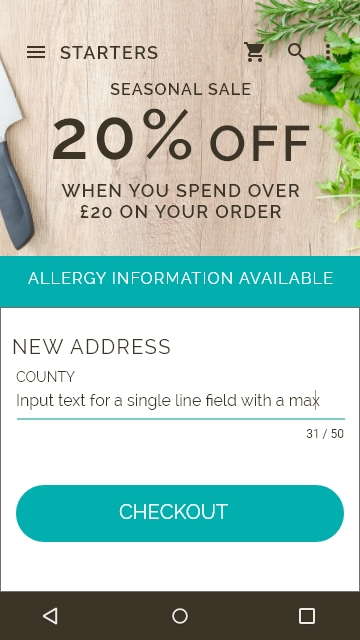 STARTERS
SEASONAL SALE
20% OFF
WHEN YOU SPEND OVER
£20 ON YOUR ORDER
ALLERGY INFORMATION AVAILABLE
NEW ADDRESS
COUNTY
Input text for a single line field with a max
31 / 50
CHECKOUT